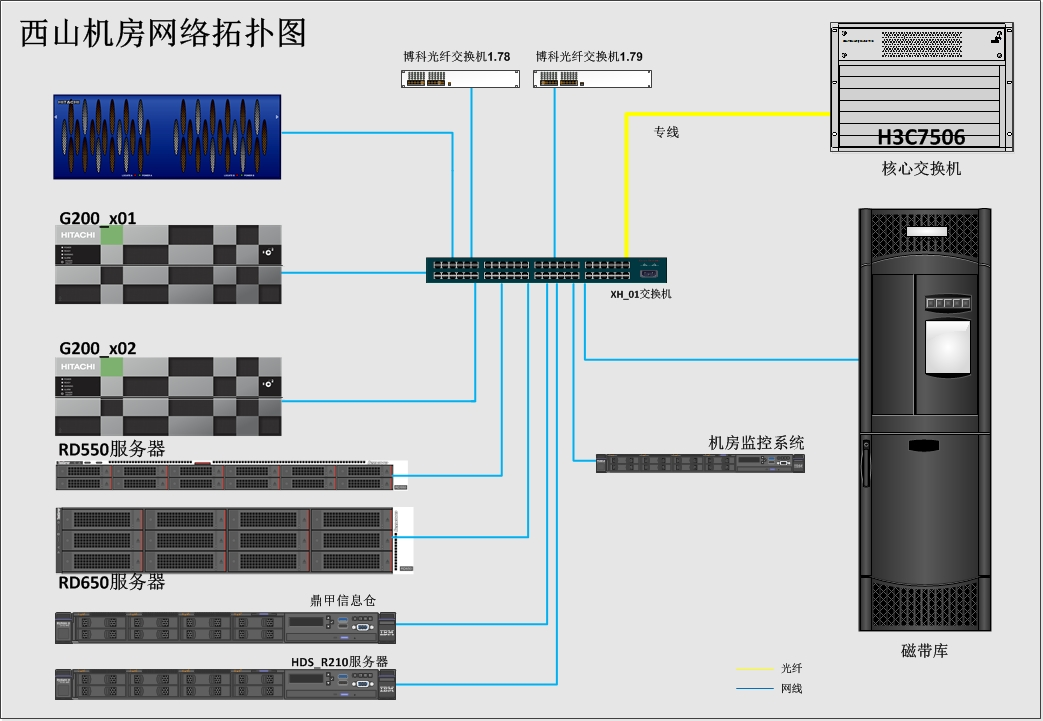 西山机房网络拓扑图
博科光纤交换机1.78
博科光纤交换机1.79
HITACHI
专线
H3C7506
核心交换机
G200_x01
HITACHI
XH_01交换机
G200_x02
HITACHI
RD550服务器
机房监控系统
RD650服务器
鼎甲信息仓
IBM
HDS_R210服务器
IBM
磁带库
光纤
网线